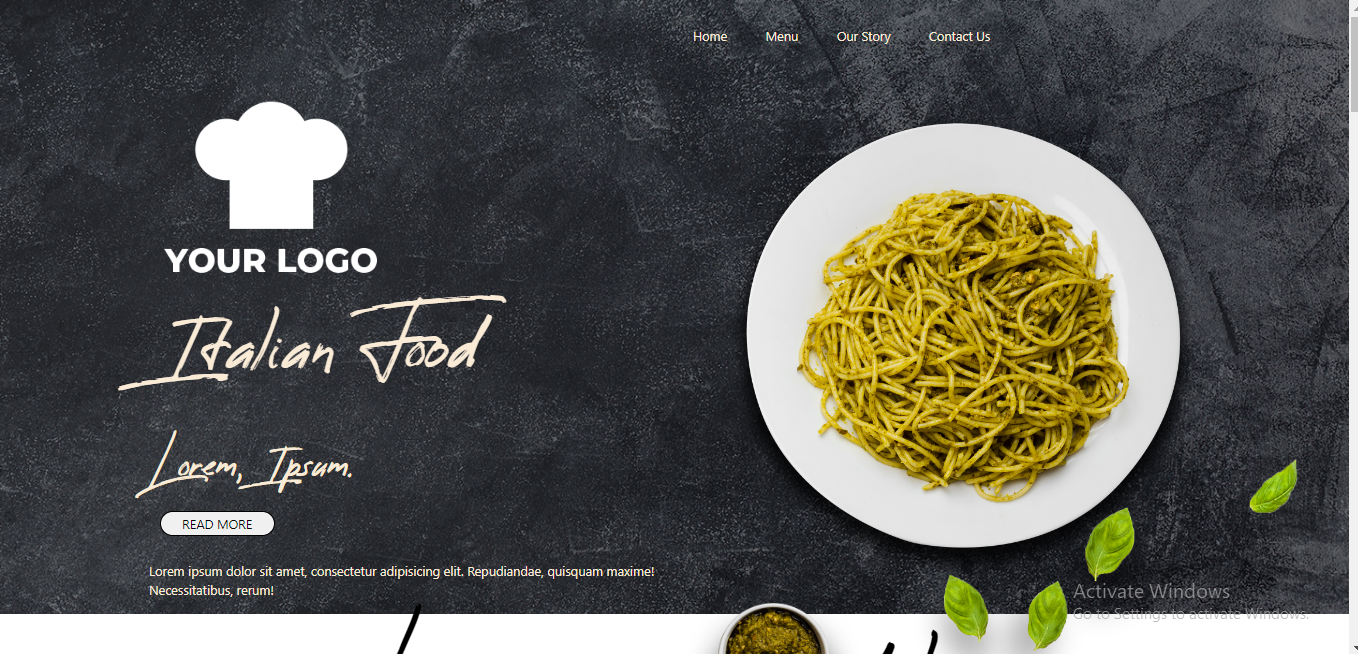 Home Menu Our Story Contact Us
YOUR LOGO
Italian Food
Lorem, Ipsum.
READ MORE
Lorem ipsum dolor sit amet, consectetur adipisicing elit. Repudiandae, quisquam maxime!
Necessitatibus, rerum!
Activate Windows
Go to Settings to activate Windows.